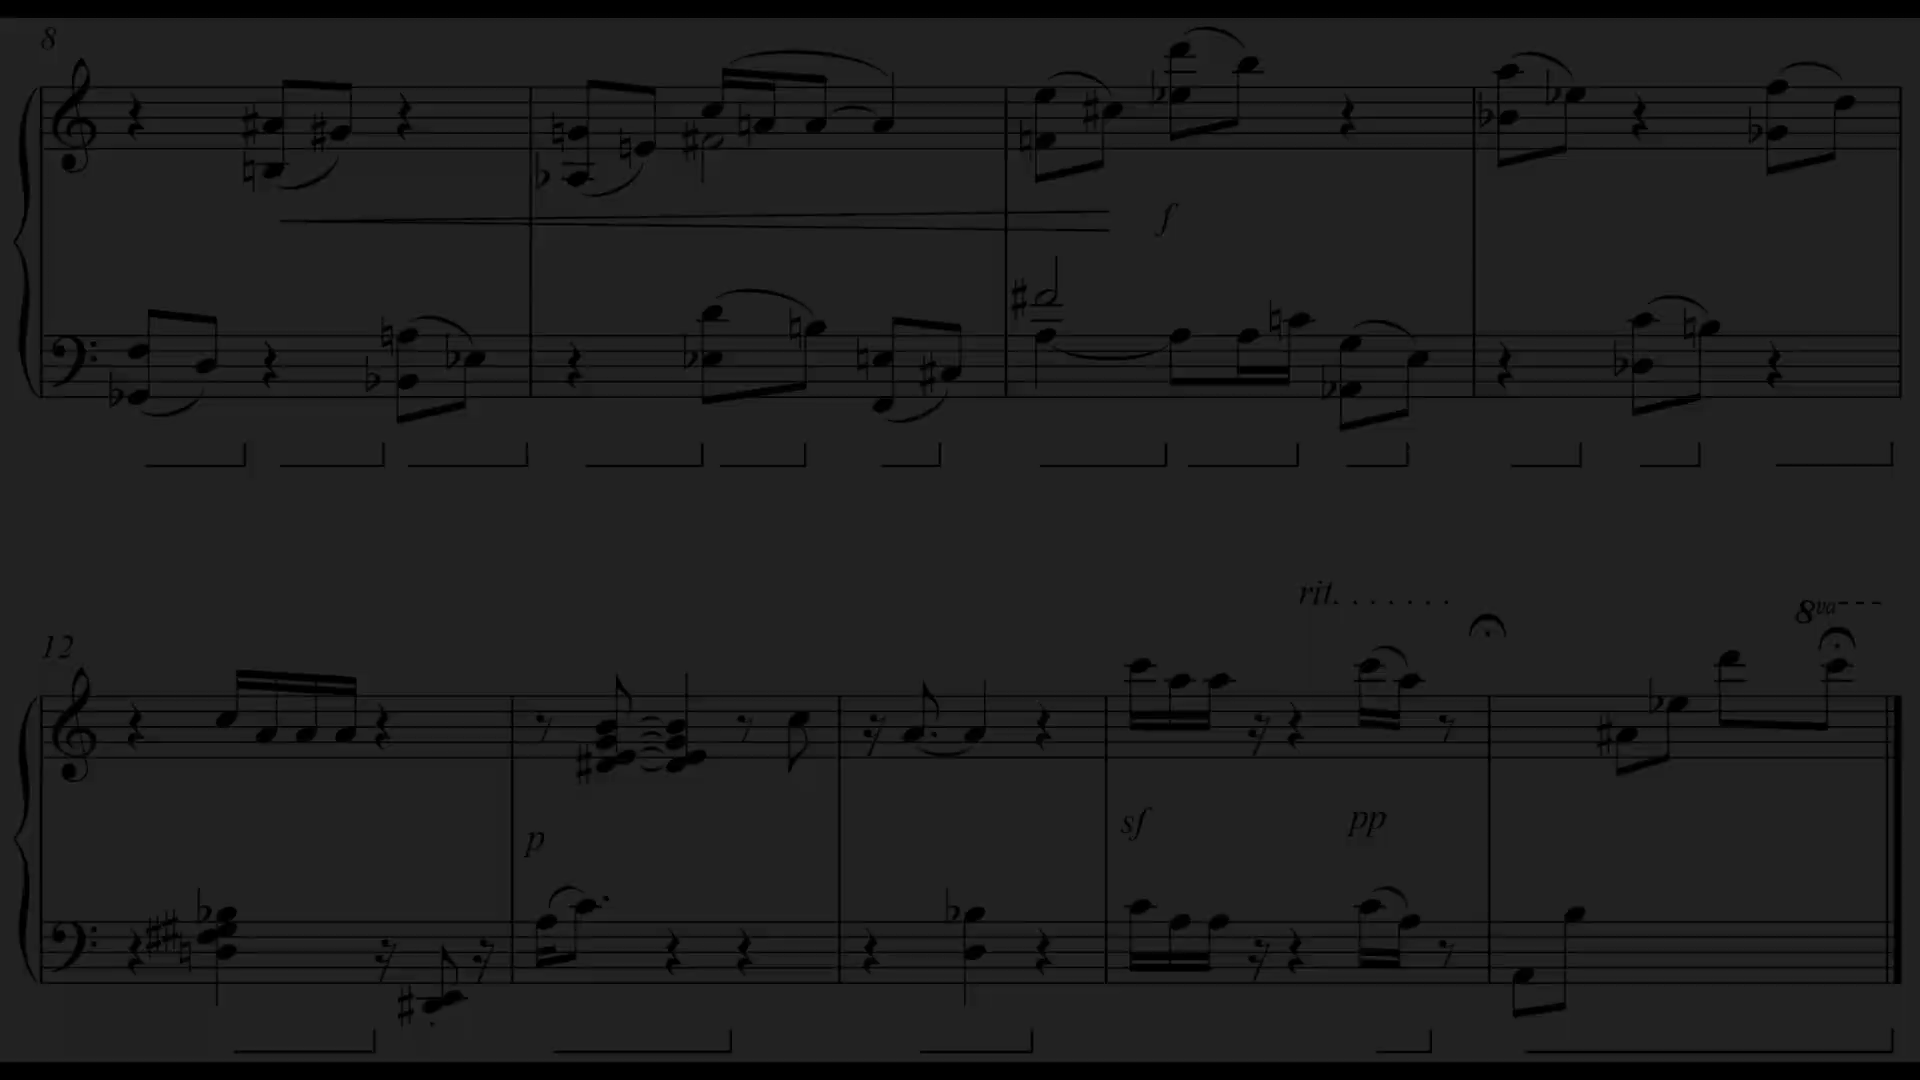 8
f
rit. . . . . . . .
8va
12
p
sf
pp